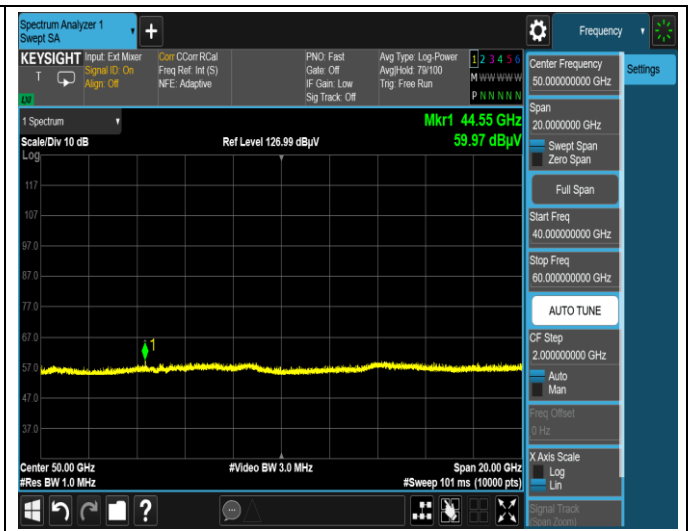 Spectrum Analyzer 1
Swept SA
+
Frequency
KEYSIGHT
T
LXI
Input: Ext Mixer
Signal ID: On
Align: Off
Corr CCorr RCal
Freq Ref: Int (S)
NFE: Adaptive
PNO: Fast
Gate: Off
IF Gain: Low
Sig Track: Off
Avg Type: Log-Power
Avg|Hold: 79/100
Trig: Free Run
1 2 3 4 5 6
M W W W W W
P N N N N N
1 Spectrum
Scale/Div 10 dB
Log
Ref Level 126.99 dBµV
Mkr1 44.55 GHz
59.97 dBµV
117
107
97.0
87.0
77.0
67.0
57.0
47.0
37.0
1
Center 50.00 GHz
#Res BW 1.0 MHz
#Video BW 3.0 MHz
Span 20.00 GHz
#Sweep 101 ms (10000 pts)
?
Center Frequency
50.000000000 GHz
Span
20.0000000 GHz
Swept Span
Zero Span
Full Span
Start Freq
40.000000000 GHz
Stop Freq
60.000000000 GHz
AUTO TUNE
CF Step
2.000000000 GHz
Auto
Man
Freq Offset
0 Hz
X Axis Scale
Log
Lin
Signal Track
(Span Zoom)
Settings